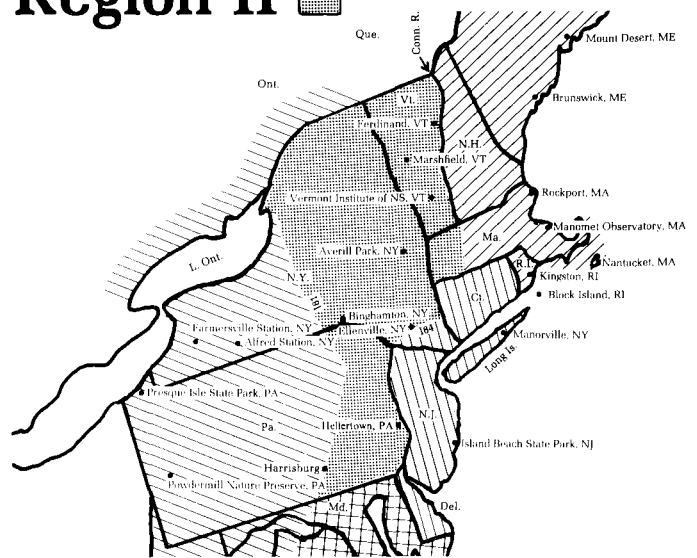 Region II
Conn. R.
Que.
Mount Desert, ME
Ont.
Vt.
Brunswick, ME
Ferdinand, VT
N.H.
Marshfield, VT
Vermont Institute of NS, VT
Rockport, MA
Manomet Observatory, MA
Ma.
Averill Park, NY
L. Ont.
R.I.
Nantucket, MA
N.Y.
Kingston, RI
I81
Ct.
Block Island, RI
Binghamton, NY
Farmersville Station, NY
Ellenville, NY
I84
Manorville, NY
Alfred Station, NY
Long Is.
Presque Isle State Park, PA
N.J.
Pa.
Hellertown, PA
Island Beach State Park, NJ
Harrisburg
Powdermill Nature Preserve, PA
Md.
Del.